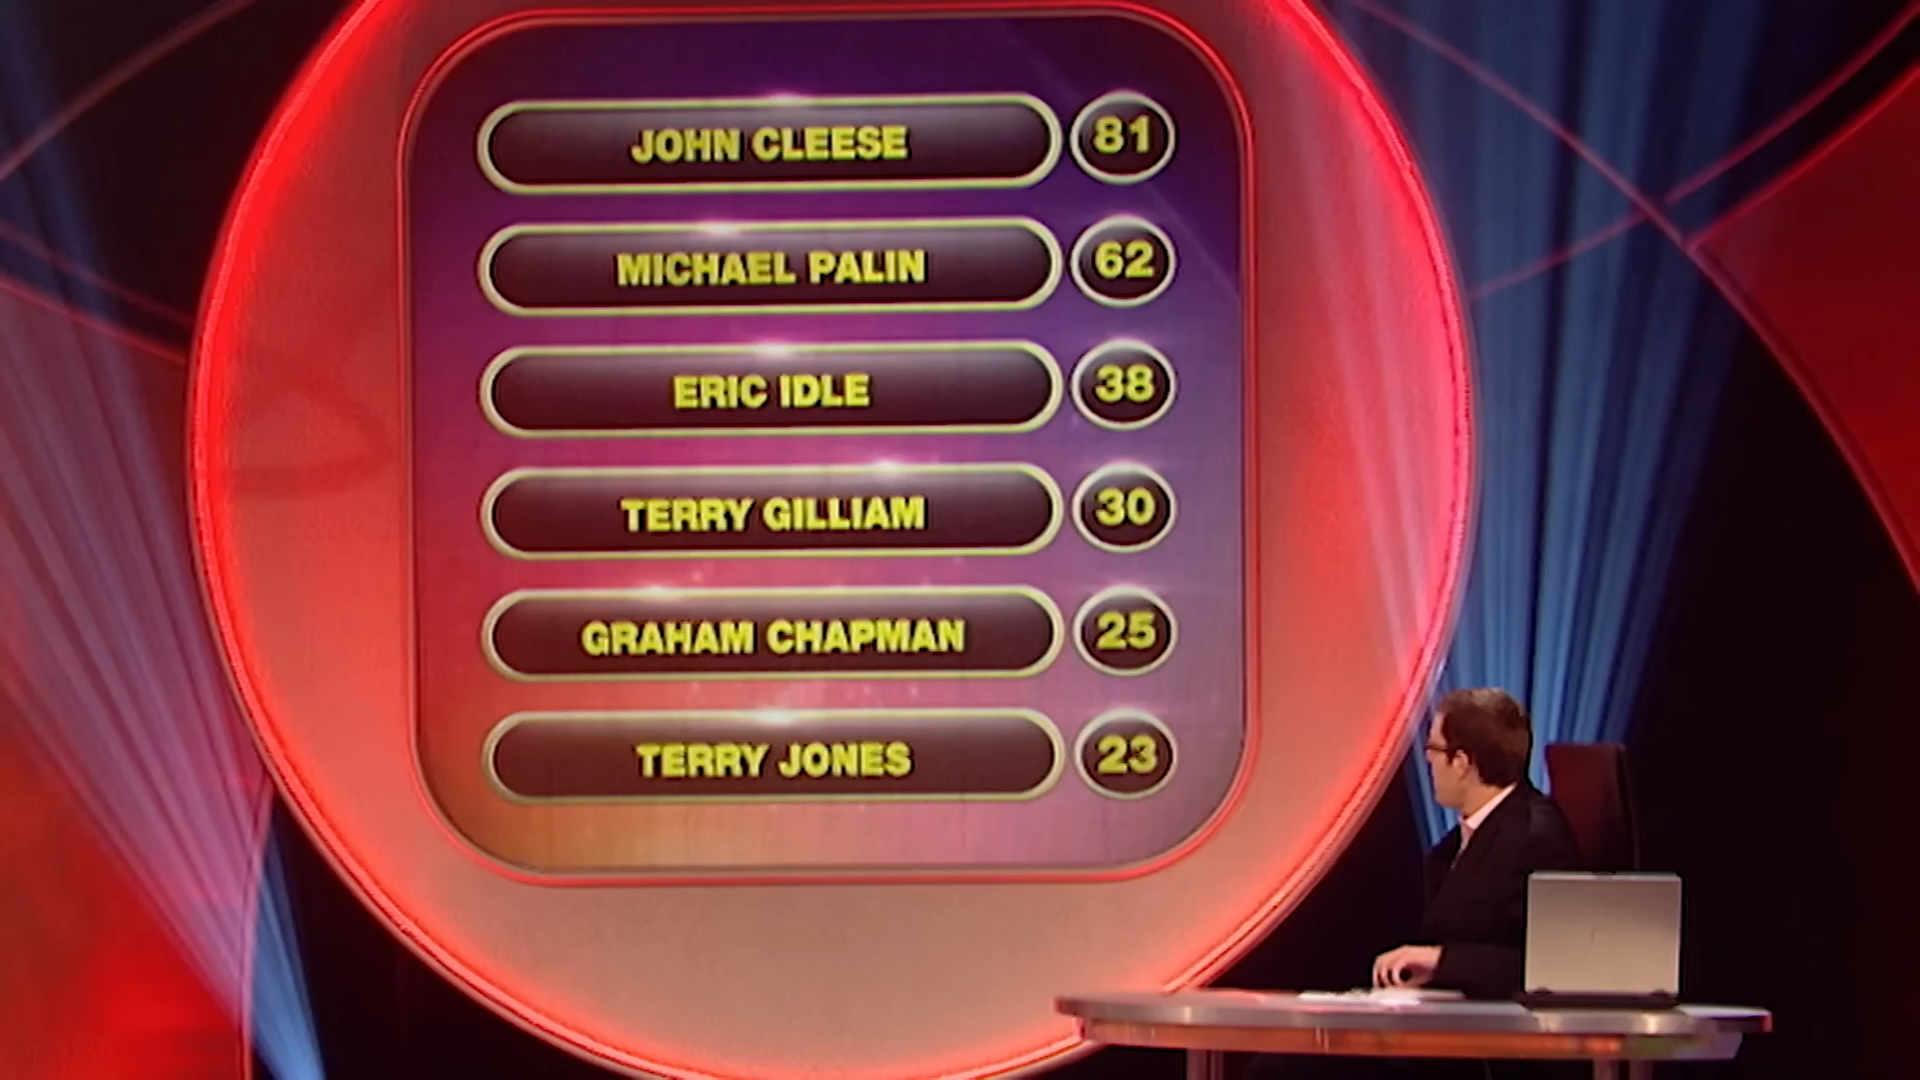 JOHN CLEESE 81
MICHAEL PALIN 62
ERIC IDLE 38
TERRY GILLIAM 30
GRAHAM CHAPMAN 25
TERRY JONES 23